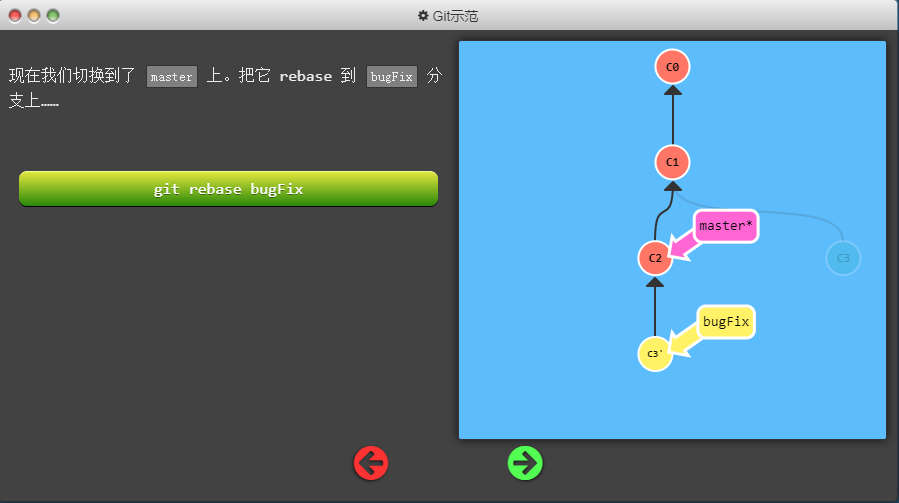 Git示范
现在我们切换到了 master 上。把它 rebase 到 bugFix 分
支上……
git rebase bugFix
C0
C1
master*
C2
C3
bugFix
C3'